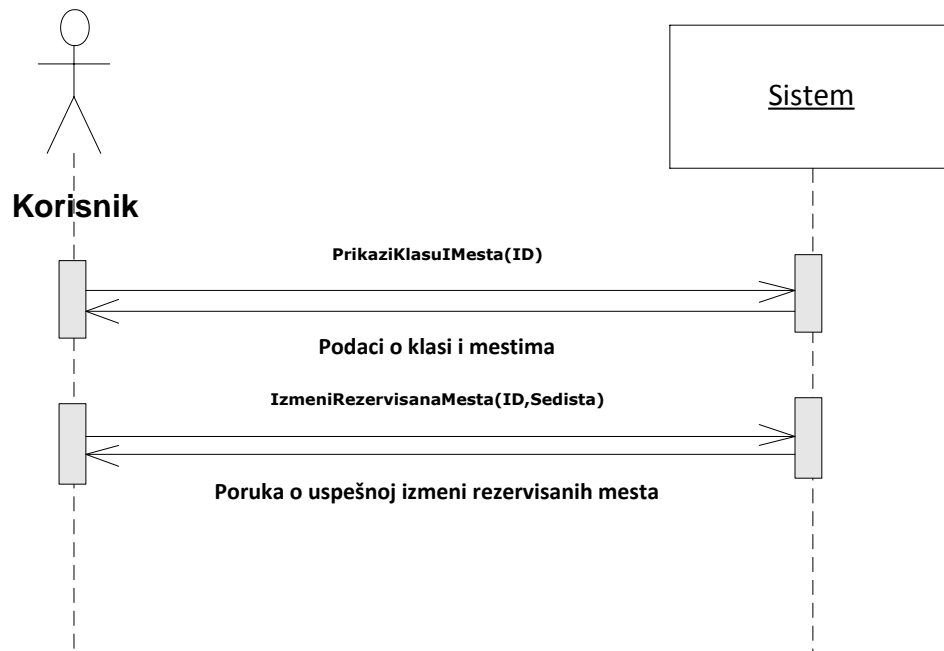 Sistem
Korisnik
PrikaziKlasuIMesta(ID)
Podaci o klasi i mestima
IzmeniRezervisanaMesta(ID,Sedista)
Poruka o uspešnoj izmeni rezervisanih mesta